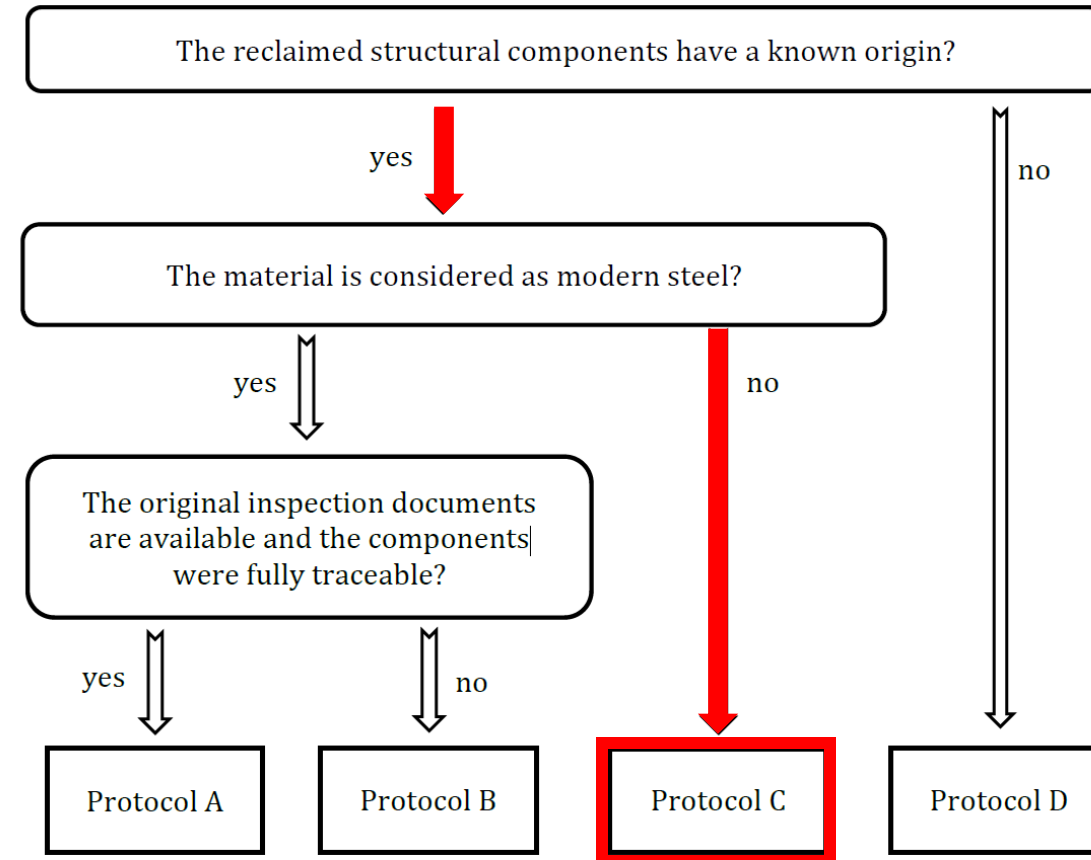 The reclaimed structural components have a known origin?
yes
no
The material is considered as modern steel?
yes
no
The original inspection documents
are available and the components
were fully traceable?
yes
no
Protocol A
Protocol B
Protocol C
Protocol D